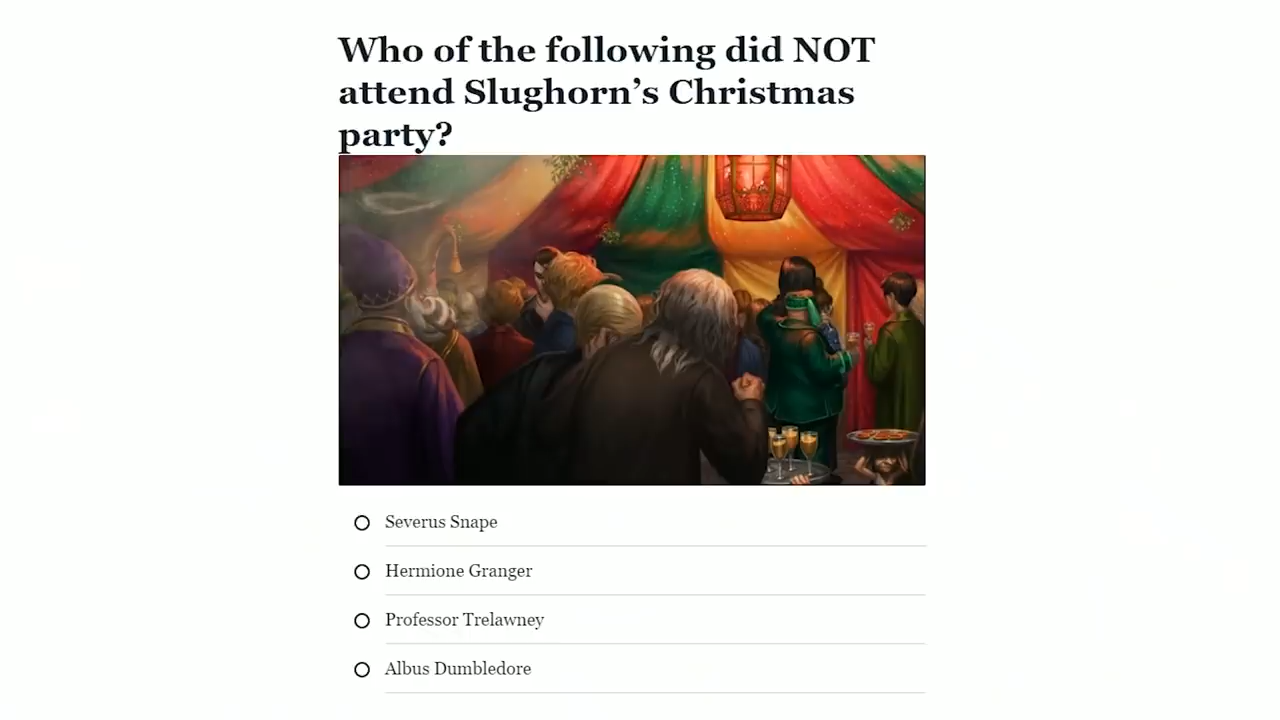 Who of the following did NOT
attend Slughorn’s Christmas
party?
Severus Snape
Hermione Granger
Professor Trelawney
Albus Dumbledore